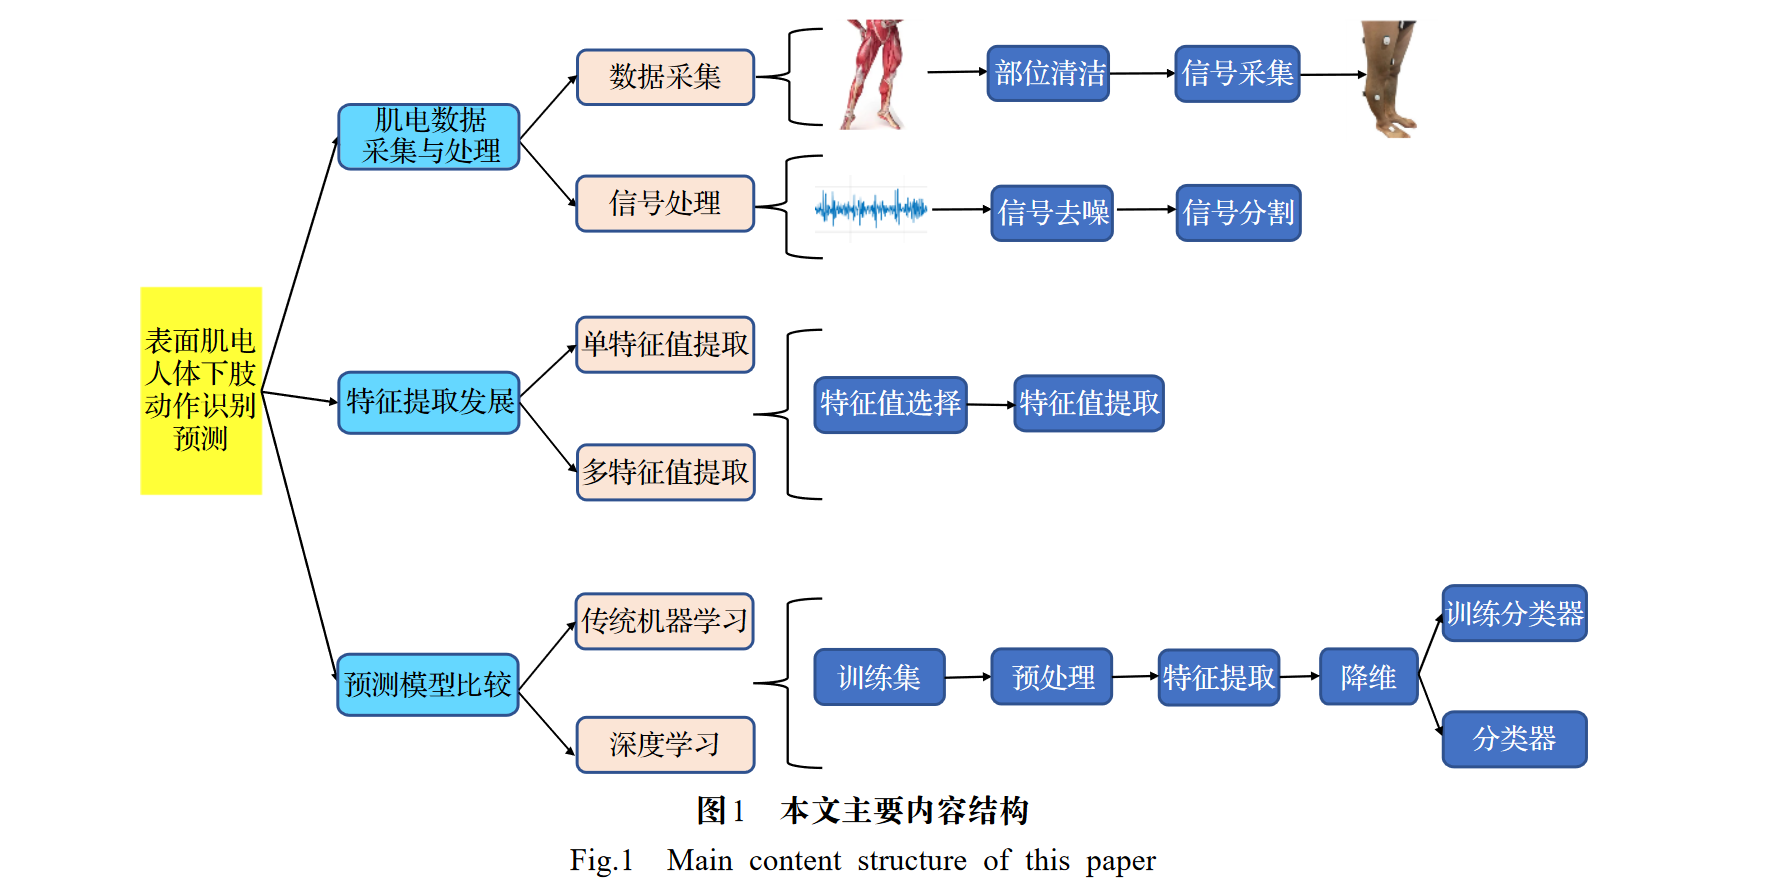 数据采集
部位清洁
信号采集
肌电数据
采集与处理
信号处理
信号去噪
信号分割
表面肌电
人体下肢
动作识别
预测
单特征值提取
特征提取发展
特征值选择
特征值提取
多特征值提取
传统机器学习
训练分类器
预测模型比较
训练集
预处理
特征提取
降维
深度学习
分类器
图1 本文主要内容结构
Fig.1 Main content structure of this paper